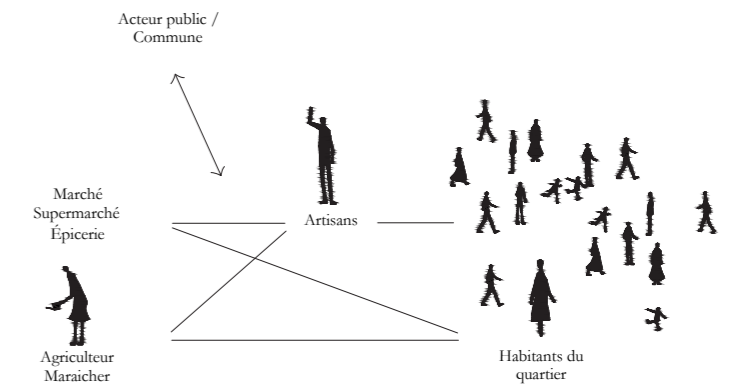 Acteur public /
Commune
Marché
Supermarché
Épicerie
Artisans
Agriculteur
Maraicher
Habitants du
quartier